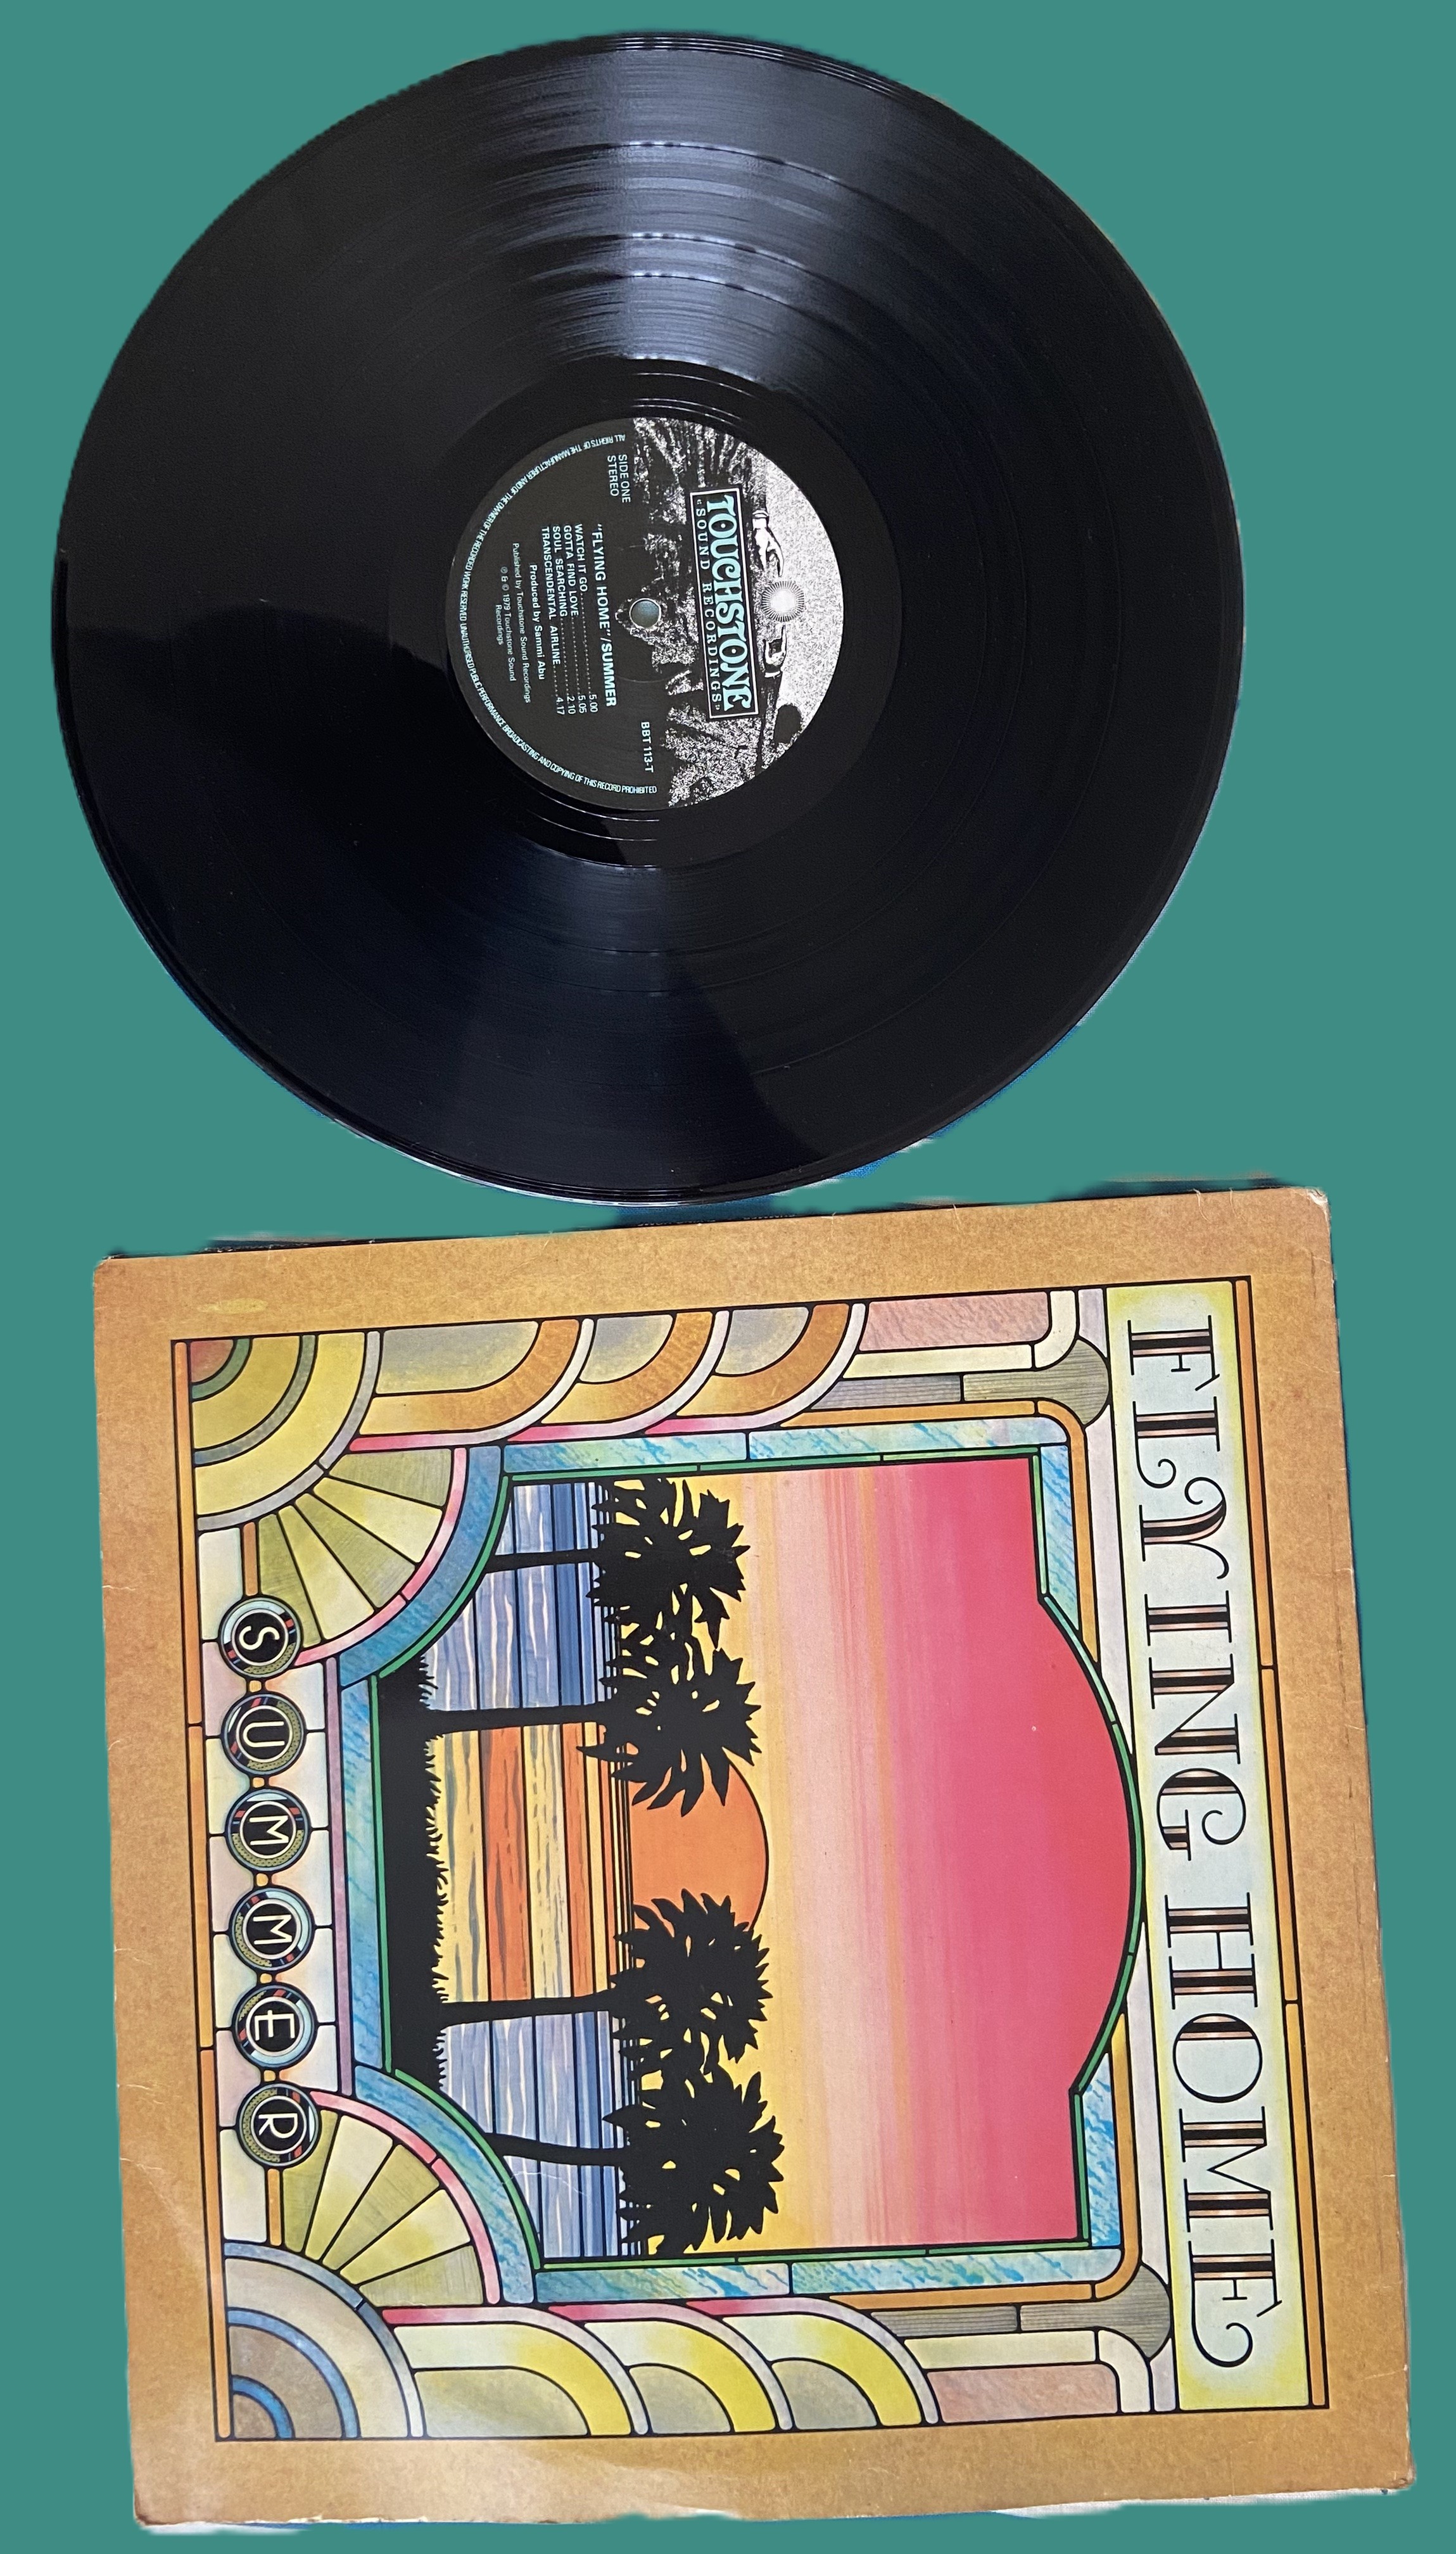 TOUCHSTONE
SOUND RECORDINGS
BBT 113-T
SIDE ONE
STEREO
"FLYING HOME"/SUMMER
WATCH IT GO.......................5.00
GOTTA FIND LOVE.................5.05
SOUL SEARCHING.................2.10
TRANSCENDENTAL AIRLINE.......4.17
Produced by Sammi Abu
Published by Touchstone Sound Recordings
℗ & © 1979 Touchstone Sound
Recordings
ALL RIGHTS OF THE MANUFACTURER AND OF THE OWNER OF THE RECORDED WORK RESERVED UNAUTHORISED PUBLIC PERFORMANCE BROADCASTING AND COPYING OF THIS RECORD PROHIBITED
FLYING HOME
SUMMER